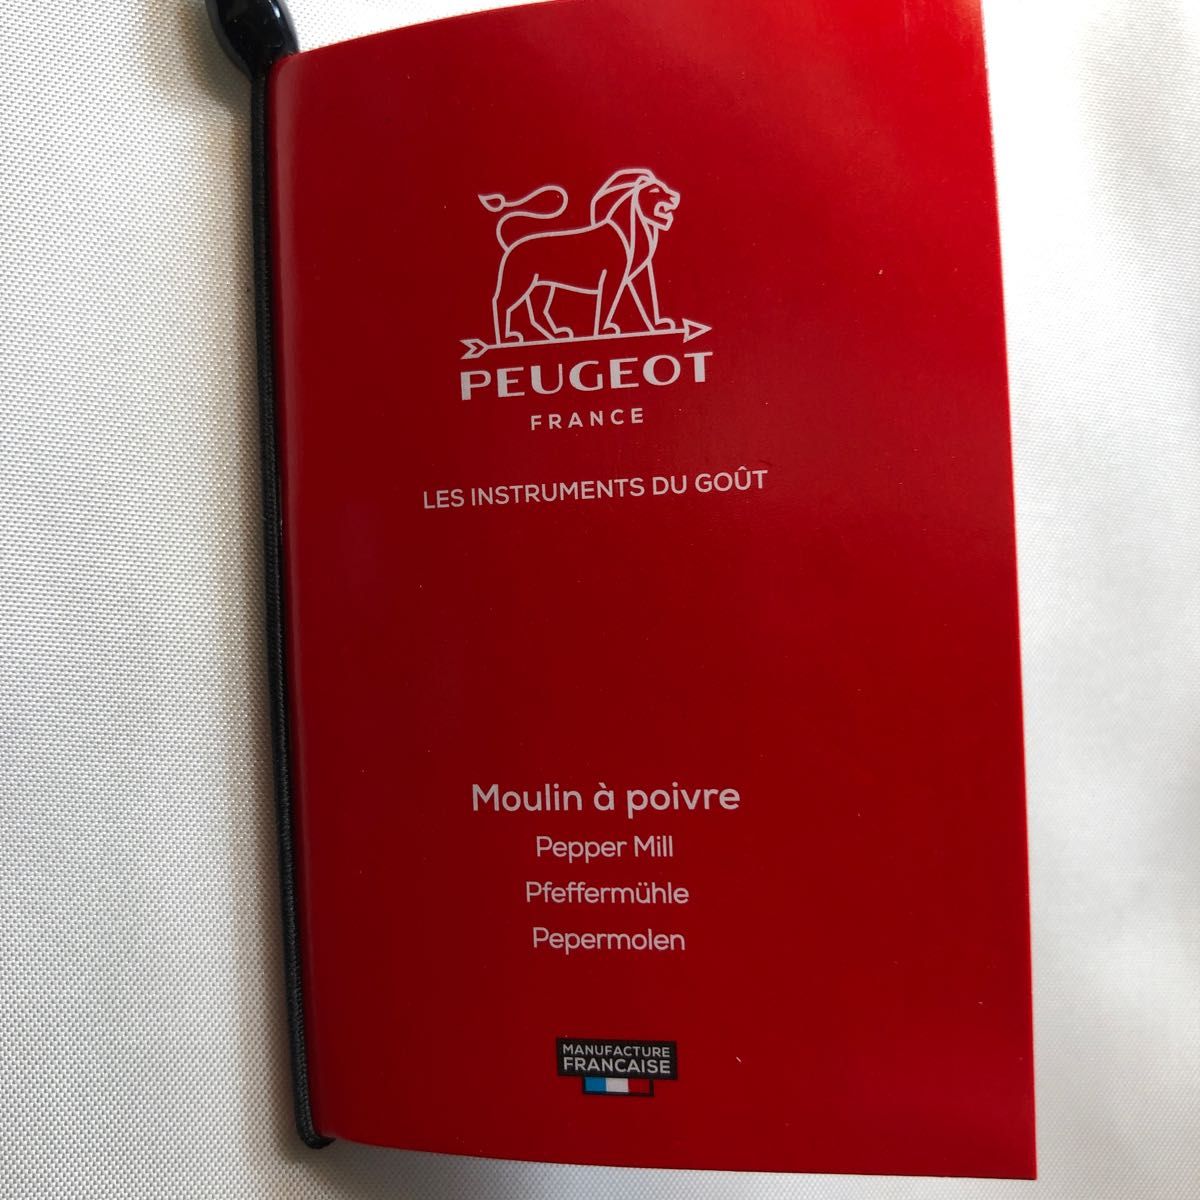 PEUGEOT
FRANCE
LES INSTRUMENTS DU GOÛT
Moulin à poivre
Pepper Mill
Pfeffermühle
Pepermolen
MANUFACTURE
FRANCAISE